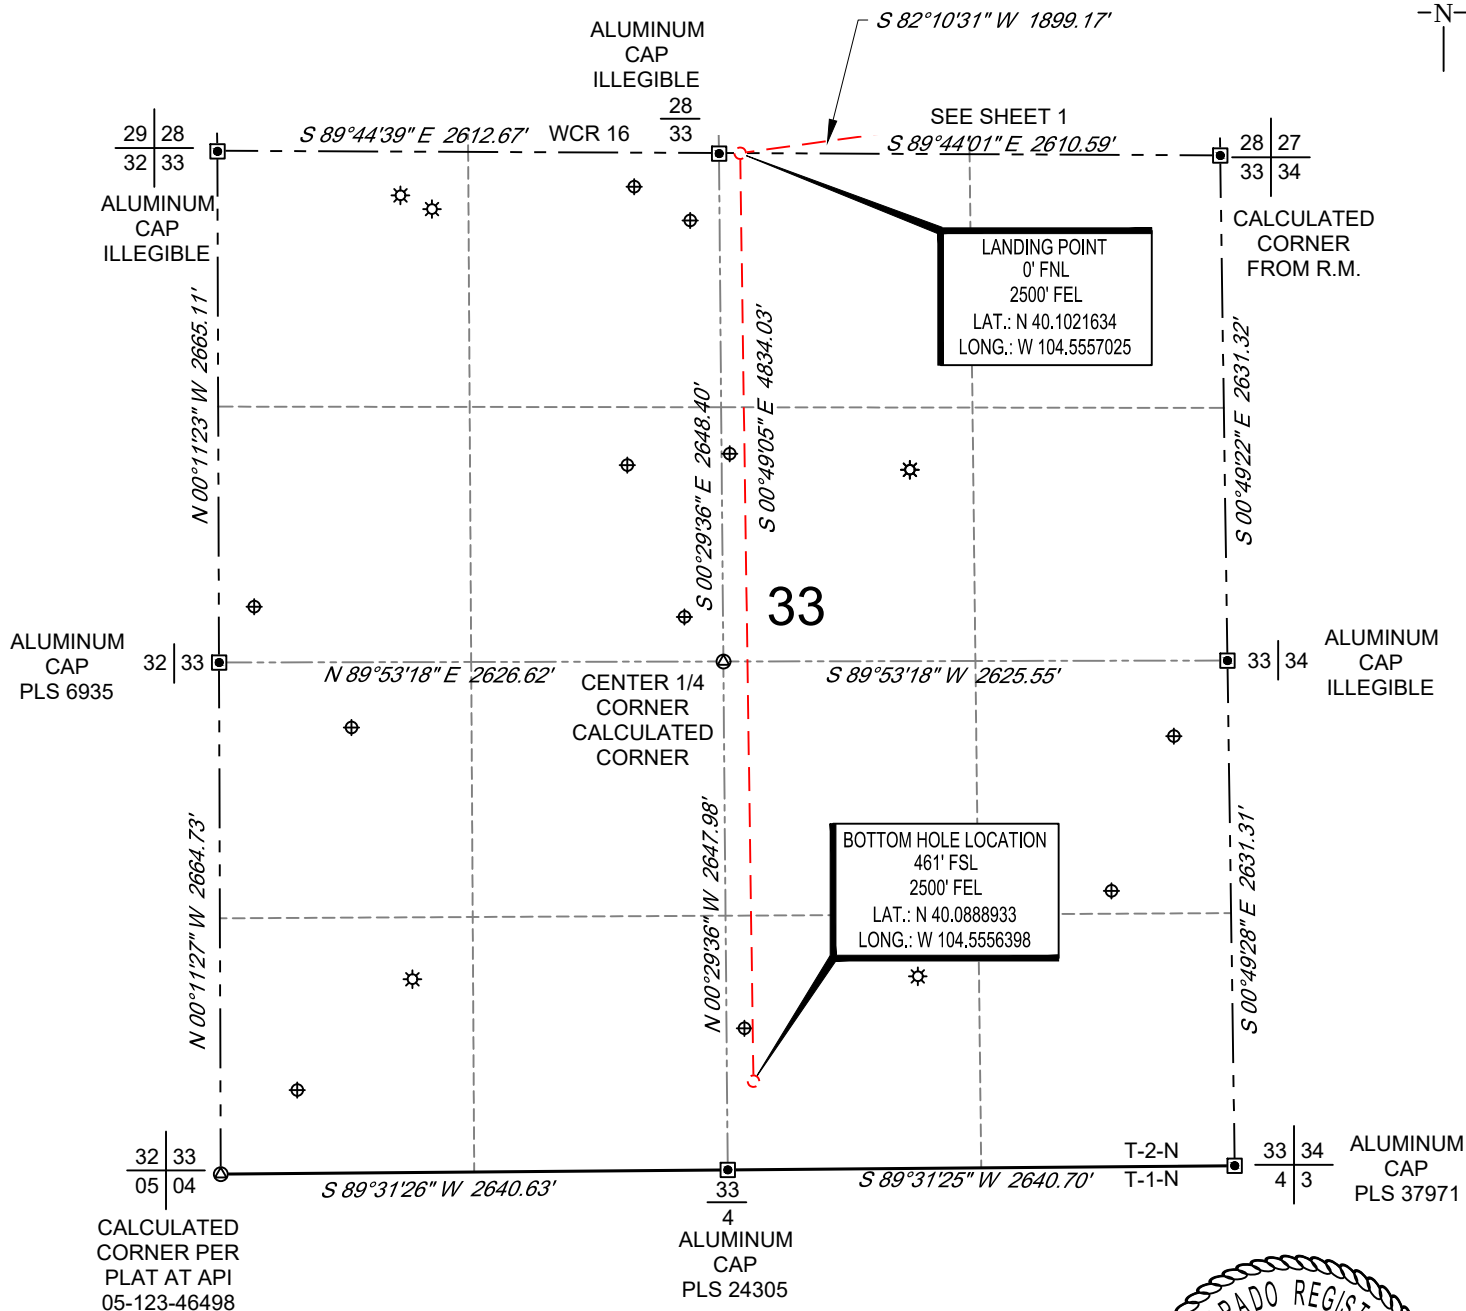 S 82°10'31" W 1899.17'
-N-
ALUMINUM
CAP
ILLEGIBLE
28
33
29 28
32 33
S 89°44'39" E 2612.67'
WCR 16
SEE SHEET 1
S 89°44'01" E 2610.59'
28 27
33 34
ALUMINUM
CAP
ILLEGIBLE
CALCULATED
CORNER
FROM R.M.
LANDING POINT
0' FNL
2500' FEL
LAT.: N 40.1021634
LONG.: W 104.5557025
N 00°11'23" W 2665.11'
S 00°29'36" E 2648.40'
S 00°49'05" E 4834.03'
S 00°49'22" E 2631.32'
33
ALUMINUM
CAP
PLS 6935
32 33
N 89°53'18" E 2626.62'
CENTER 1/4
CORNER
CALCULATED
CORNER
S 89°53'18" W 2625.55'
33 34
ALUMINUM
CAP
ILLEGIBLE
N 00°11'27" W 2664.73'
N 00°29'36" W 2647.98'
BOTTOM HOLE LOCATION
461' FSL
2500' FEL
LAT.: N 40.0888933
LONG.: W 104.5556398
S 00°49'28" E 2631.31'
32 33
05 04
S 89°31'26" W 2640.63'
33
4
S 89°31'25" W 2640.70'
T-2-N
T-1-N
33 34
4 3
ALUMINUM
CAP
PLS 37971
CALCULATED
CORNER PER
PLAT AT API
05-123-46498
ALUMINUM
CAP
PLS 24305
RADO REGIST